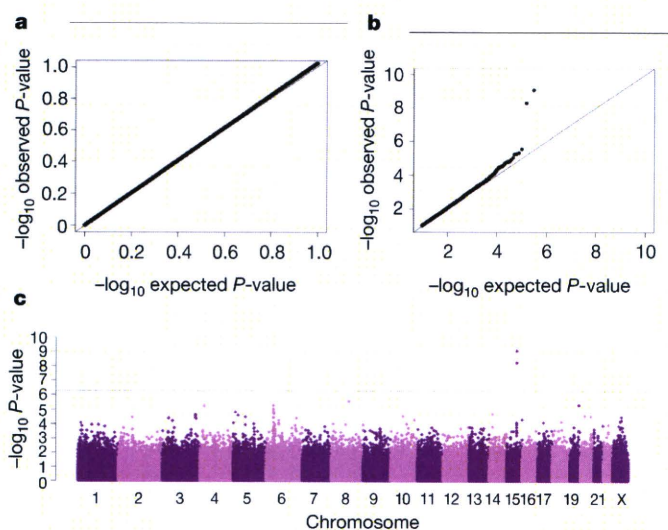 a
–log10 observed P-value
1.0
0.8
0.6
0.4
0.2
0
0 0.2 0.4 0.6 0.8 1.0
–log10 expected P-value
b
–log10 observed P-value
10
8
6
4
2
2 4 6 8 10
–log10 expected P-value
c
–log10 P-value
10
9
8
7
6
5
4
3
2
1
0
1 2 3 4 5 6 7 8 9 10 11 12 13 14 15 16 17 19 21 X
Chromosome